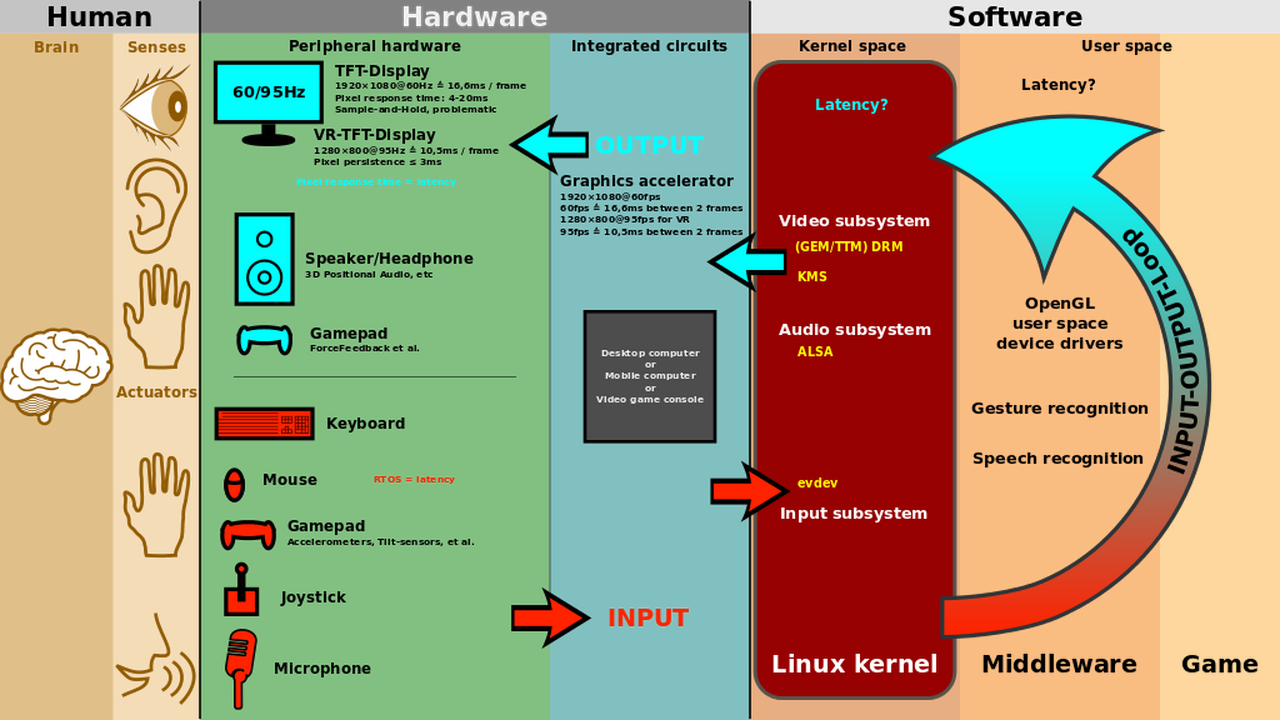 Human
Hardware
Software
Brain
Senses
Peripheral hardware
Integrated circuits
Kernel space
User space
60/95Hz
TFT-Display
1920×1080@60Hz ≙ 16,6ms / frame
Pixel response time: 4-20ms
Sample-and-Hold, problematic
VR-TFT-Display
1280×800@95Hz ≙ 10,5ms / frame
Pixel persistence ≤ 3ms
Pixel response time = latency
Speaker/Headphone
3D Positional Audio, etc
Gamepad
ForceFeedback et al.
Actuators
Keyboard
Mouse
RTOS = latency
Gamepad
Accelerometers, Tilt-sensors, et al.
Joystick
Microphone
OUTPUT
Graphics accelerator
1920×1080@60fps
60fps ≙ 16,6ms between 2 frames
1280×800@95fps for VR
95fps ≙ 10,5ms between 2 frames
Desktop computer
or
Mobile computer
or
Video game console
INPUT
Latency?
Video subsystem
(GEM/TTM) DRM
KMS
Audio subsystem
ALSA
evdev
Input subsystem
Linux kernel
Latency?
INPUT-OUTPUT-Loop
OpenGL
user space
device drivers
Gesture recognition
Speech recognition
Middleware
Game